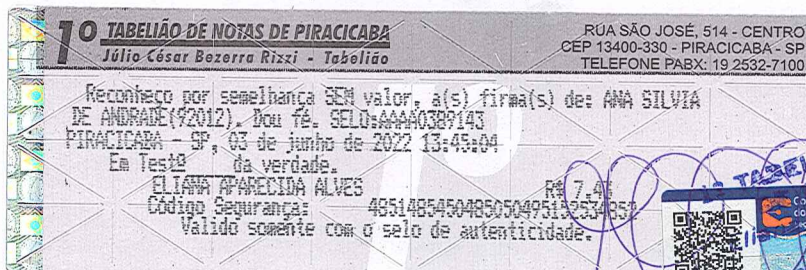 1º TABELIÃO DE NOTAS DE PIRACICABA
Júlio César Bezerra Rizzi - Tabelião
RUA SÃO JOSÉ, 514 - CENTRO
CEP 13400-330 - PIRACICABA - SP
TELEFONE PABX: 19 2532-7100
Reconheço por semelhança SEM valor, a(s) firma(s) de: ANA SILVIA
DE ANDRADE(92012). Dou fé. SELO:AAAA0389143
PIRACICABA - SP, 03 de junho de 2022 13:45:04
Em Testº da verdade.
ELIANA APARECIDA ALVES
Código Segurança:
Valido somente com o selo de autenticidade.
1º TABE